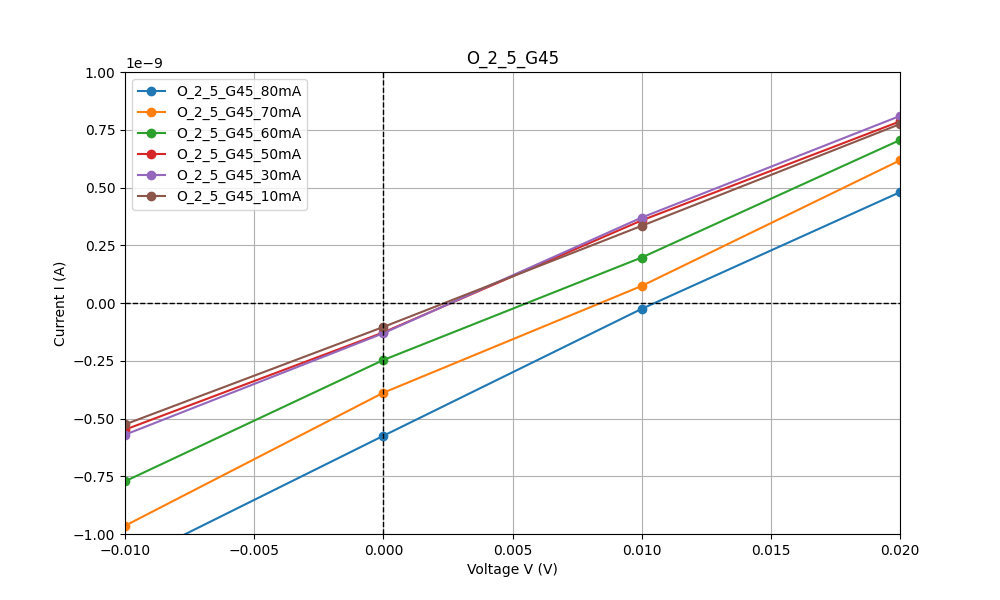 O_2_5_G45
1e−9
1.00
0.75
0.50
0.25
0.00
−0.25
−0.50
−0.75
−1.00
Current I (A)
O_2_5_G45_80mA
O_2_5_G45_70mA
O_2_5_G45_60mA
O_2_5_G45_50mA
O_2_5_G45_30mA
O_2_5_G45_10mA
−0.010 −0.005 0.000 0.005 0.010 0.015 0.020
Voltage V (V)